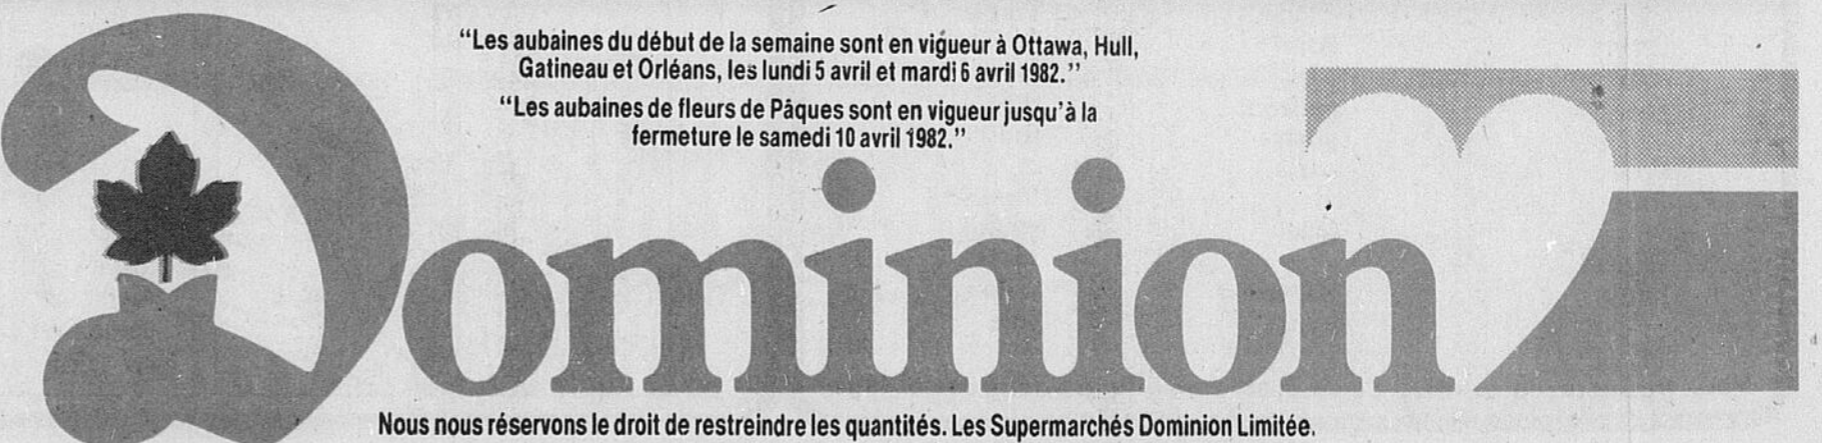 “Les aubaines du début de la semaine sont en vigueur à Ottawa, Hull,
Gatineau et Orléans, les lundi 5 avril et mardi 6 avril 1982.”
“Les aubaines de fleurs de Pâques sont en vigueur jusqu’à la
fermeture le samedi 10 avril 1982.”
Dominion
Nous nous réservons le droit de restreindre les quantités. Les Supermarchés Dominion Limitée.